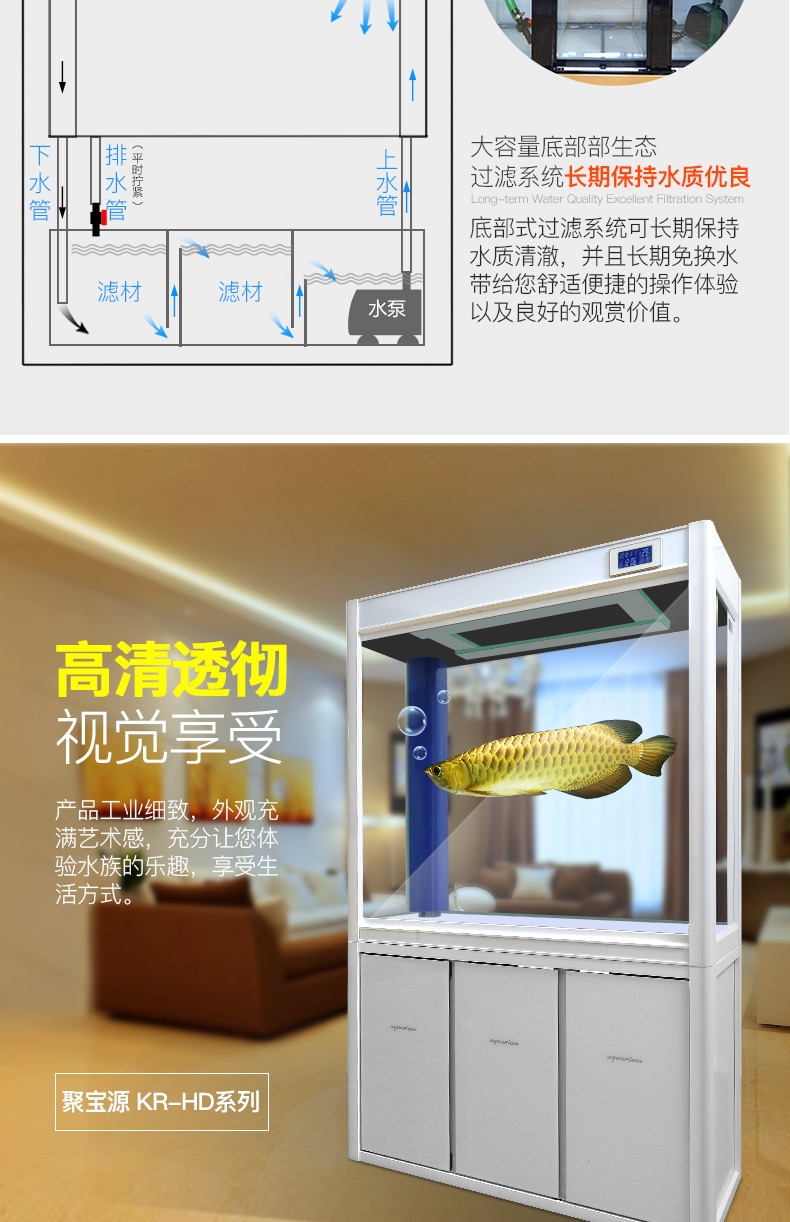 下水管
排水管
（平时拧紧）
上水管
滤材
滤材
水泵
大容量底部部生态
过滤系统长期保持水质优良
Long-term Water Quality Excellent Filtration System
底部式过滤系统可长期保持
水质清澈，并且长期免换水
带给您舒适便捷的操作体验
以及良好的观赏价值。
高清透彻
视觉享受
产品工业细致，外观充
满艺术感，充分让您体
验水族的乐趣，享受生
活方式。
聚宝源 KR-HD系列
aquarium
aquarium
aquarium